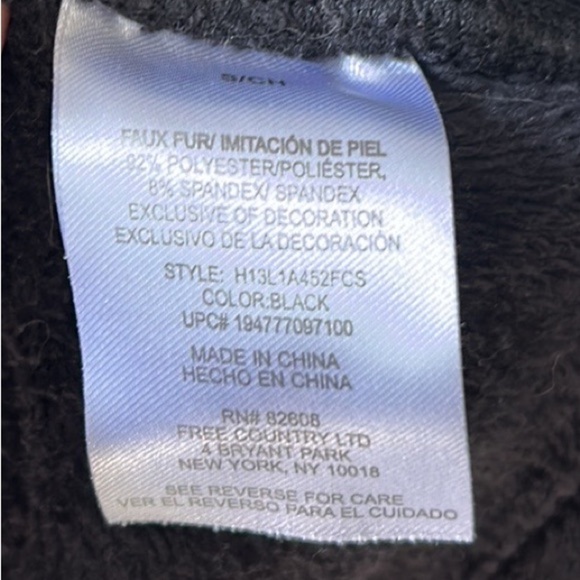 S/CH
FAUX FUR/ IMITACIÓN DE PIEL
92% POLYESTER/POLIÉSTER,
8% SPANDEX/ SPANDEX
EXCLUSIVE OF DECORATION
EXCLUSIVO DE LA DECORACIÓN
STYLE: H13L1A452FCS
COLOR:BLACK
UPC# 194777097100
MADE IN CHINA
HECHO EN CHINA
RN# 82608
FREE COUNTRY LTD
4 BRYANT PARK
NEW YORK, NY 10018
SEE REVERSE FOR CARE
VER EL REVERSO PARA EL CUIDADO